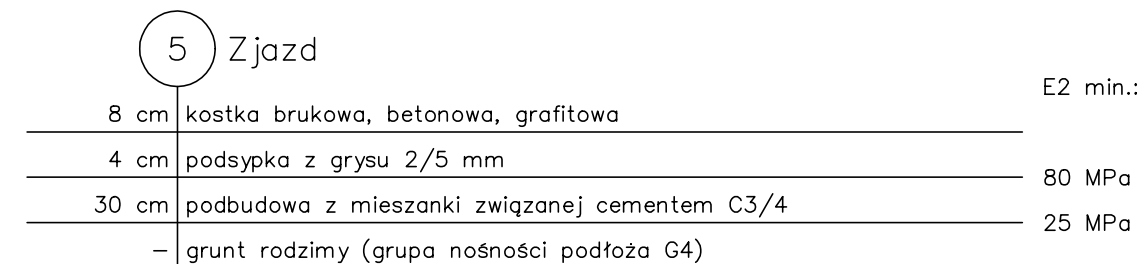 5 Zjazd
E2 min.:
8 cm kostka brukowa, betonowa, grafitowa
4 cm podsypka z grysu 2/5 mm
80 MPa
30 cm podbudowa z mieszanki związanej cementem C3/4
25 MPa
– grunt rodzimy (grupa nośności podłoża G4)